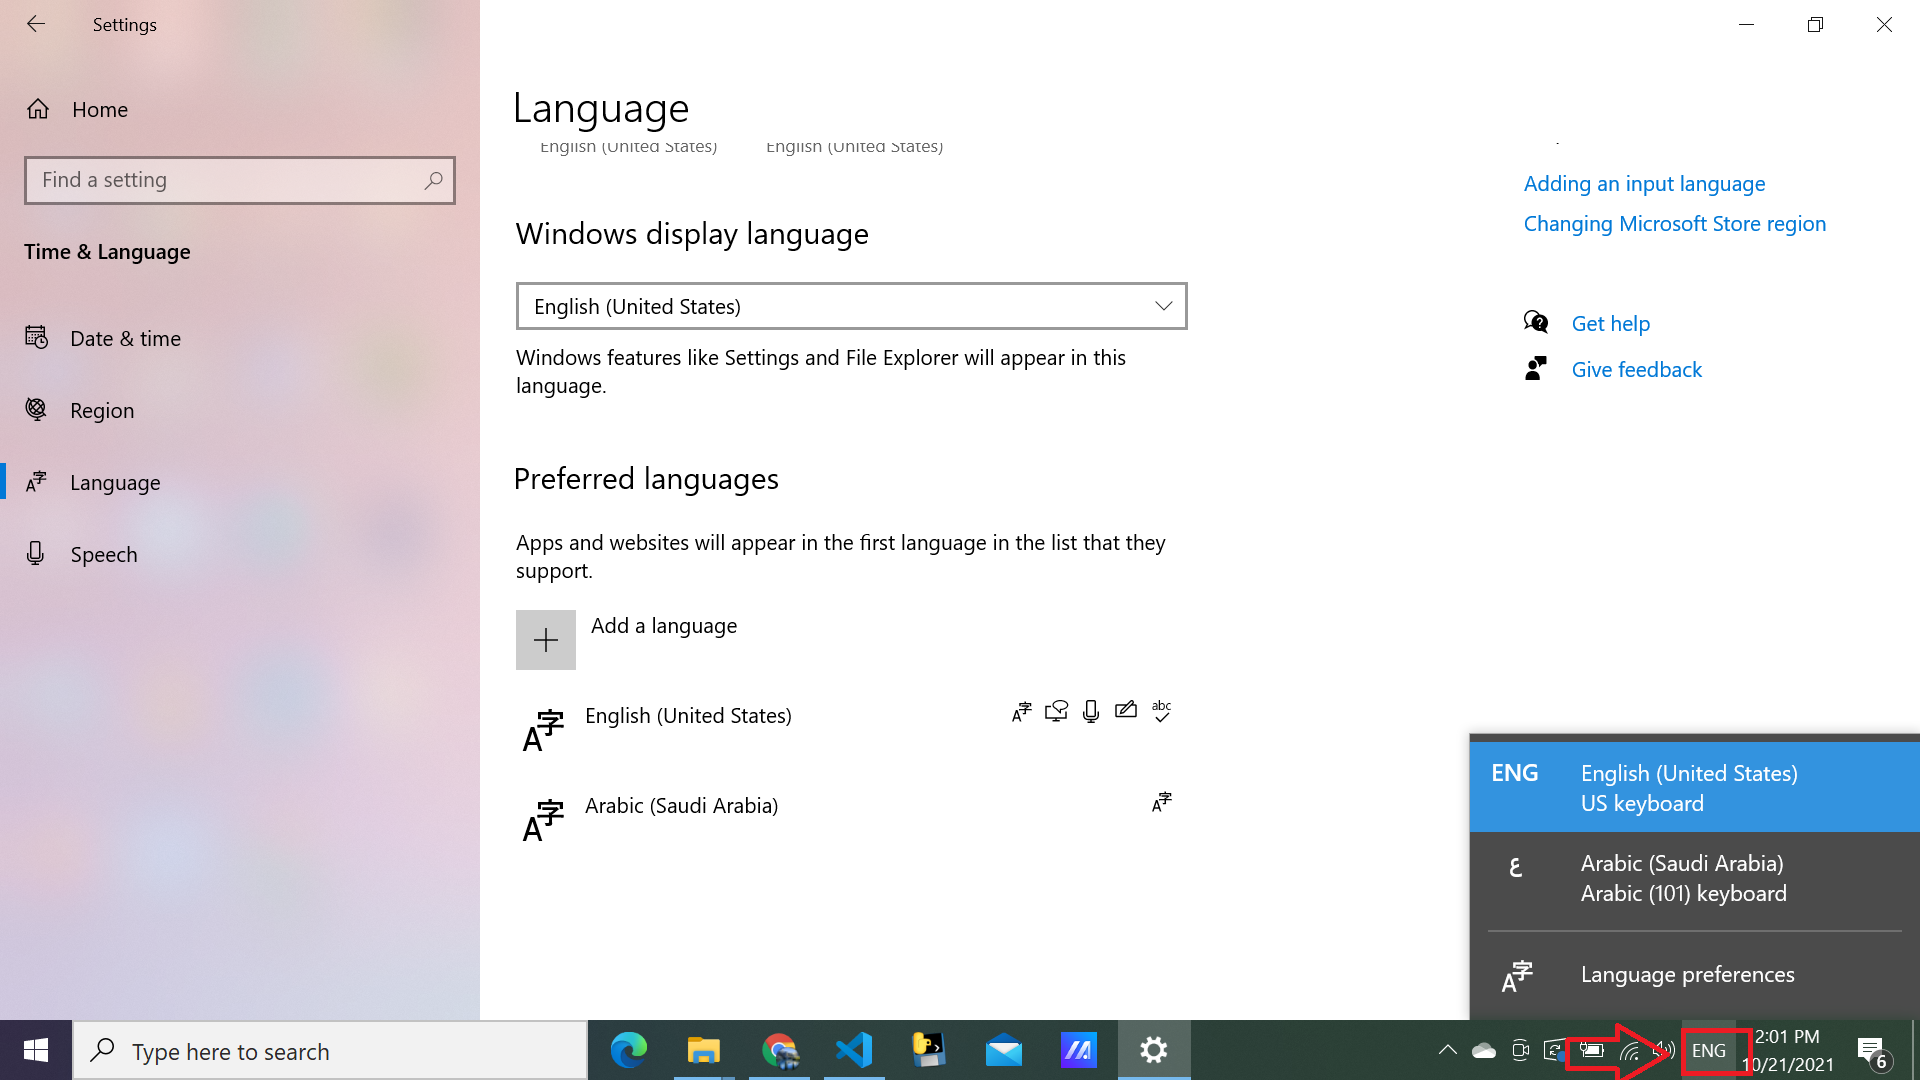 Settings
Home
Find a setting
Time & Language
Date & time
Region
Language
Speech
Language
English (United States) English (United States)
Windows display language
English (United States)
Windows features like Settings and File Explorer will appear in this
language.
Preferred languages
Apps and websites will appear in the first language in the list that they
support.
Add a language
English (United States)
abc
Arabic (Saudi Arabia)
Adding an input language
Changing Microsoft Store region
Get help
Give feedback
ENG English (United States)
US keyboard
ع Arabic (Saudi Arabia)
Arabic (101) keyboard
Language preferences
Type here to search
ENG
2:01 PM
10/21/2021
6